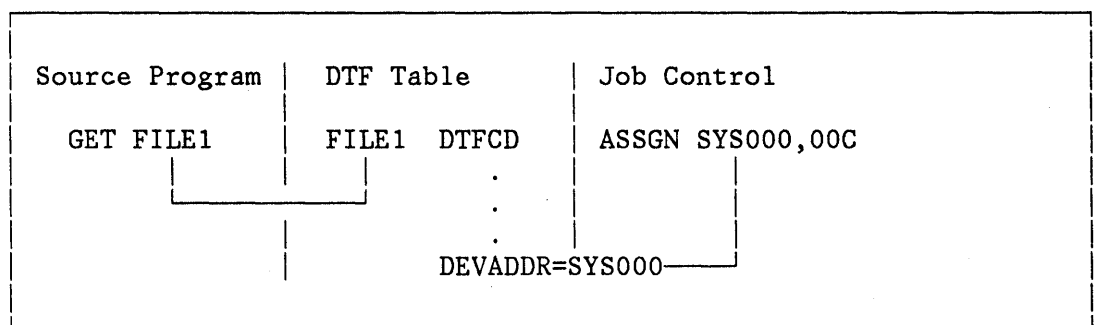 Source Program DTF Table Job Control
GET FILE1 FILE1 DTFCD ASSGN SYS000,00C
.
.
.
DEVADDR=SYS000